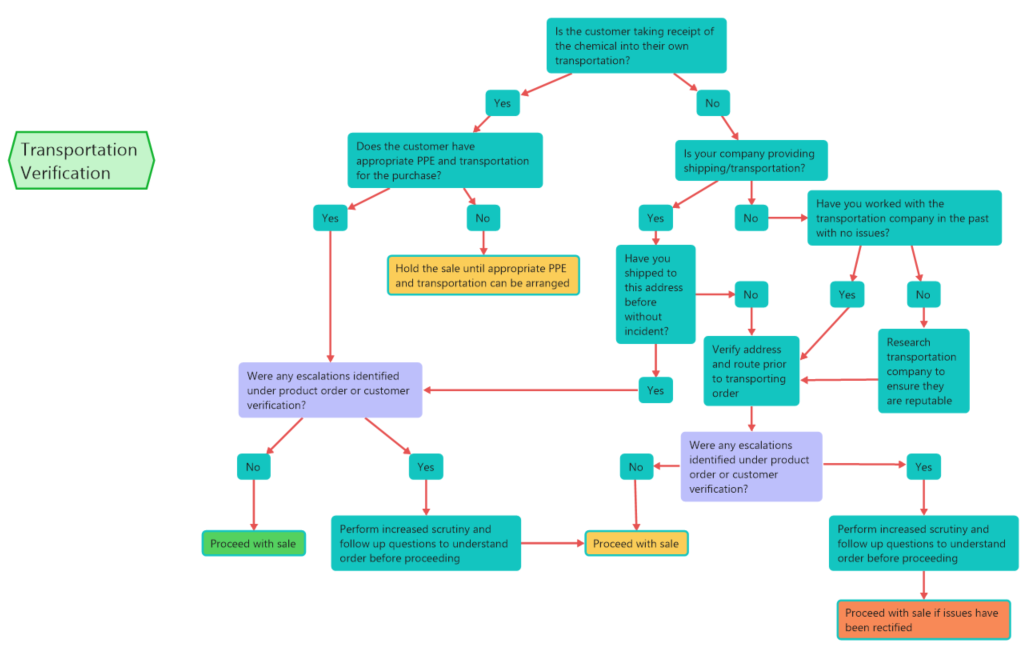 Is the customer taking receipt of
the chemical into their own
transportation?
Yes
No
Transportation
Verification
Does the customer have
appropriate PPE and transportation
for the purchase?
Is your company providing
shipping/transportation?
Yes
No
Yes
No
Have you worked with the
transportation company in the past
with no issues?
Hold the sale until appropriate PPE
and transportation can be arranged
Have you
shipped to
this address
before
without
incident?
No
Yes
No
Verify address
and route prior
to transporting
order
Research
transportation
company to
ensure they
are reputable
Were any escalations identified
under product order or customer
verification?
Yes
Were any escalations
identified under product
order or customer
verification?
No
Yes
No
Yes
Proceed with sale
Perform increased scrutiny and
follow up questions to understand
order before proceeding
Proceed with sale
Perform increased scrutiny and
follow up questions to understand
order before proceeding
Proceed with sale if issues have
been rectified